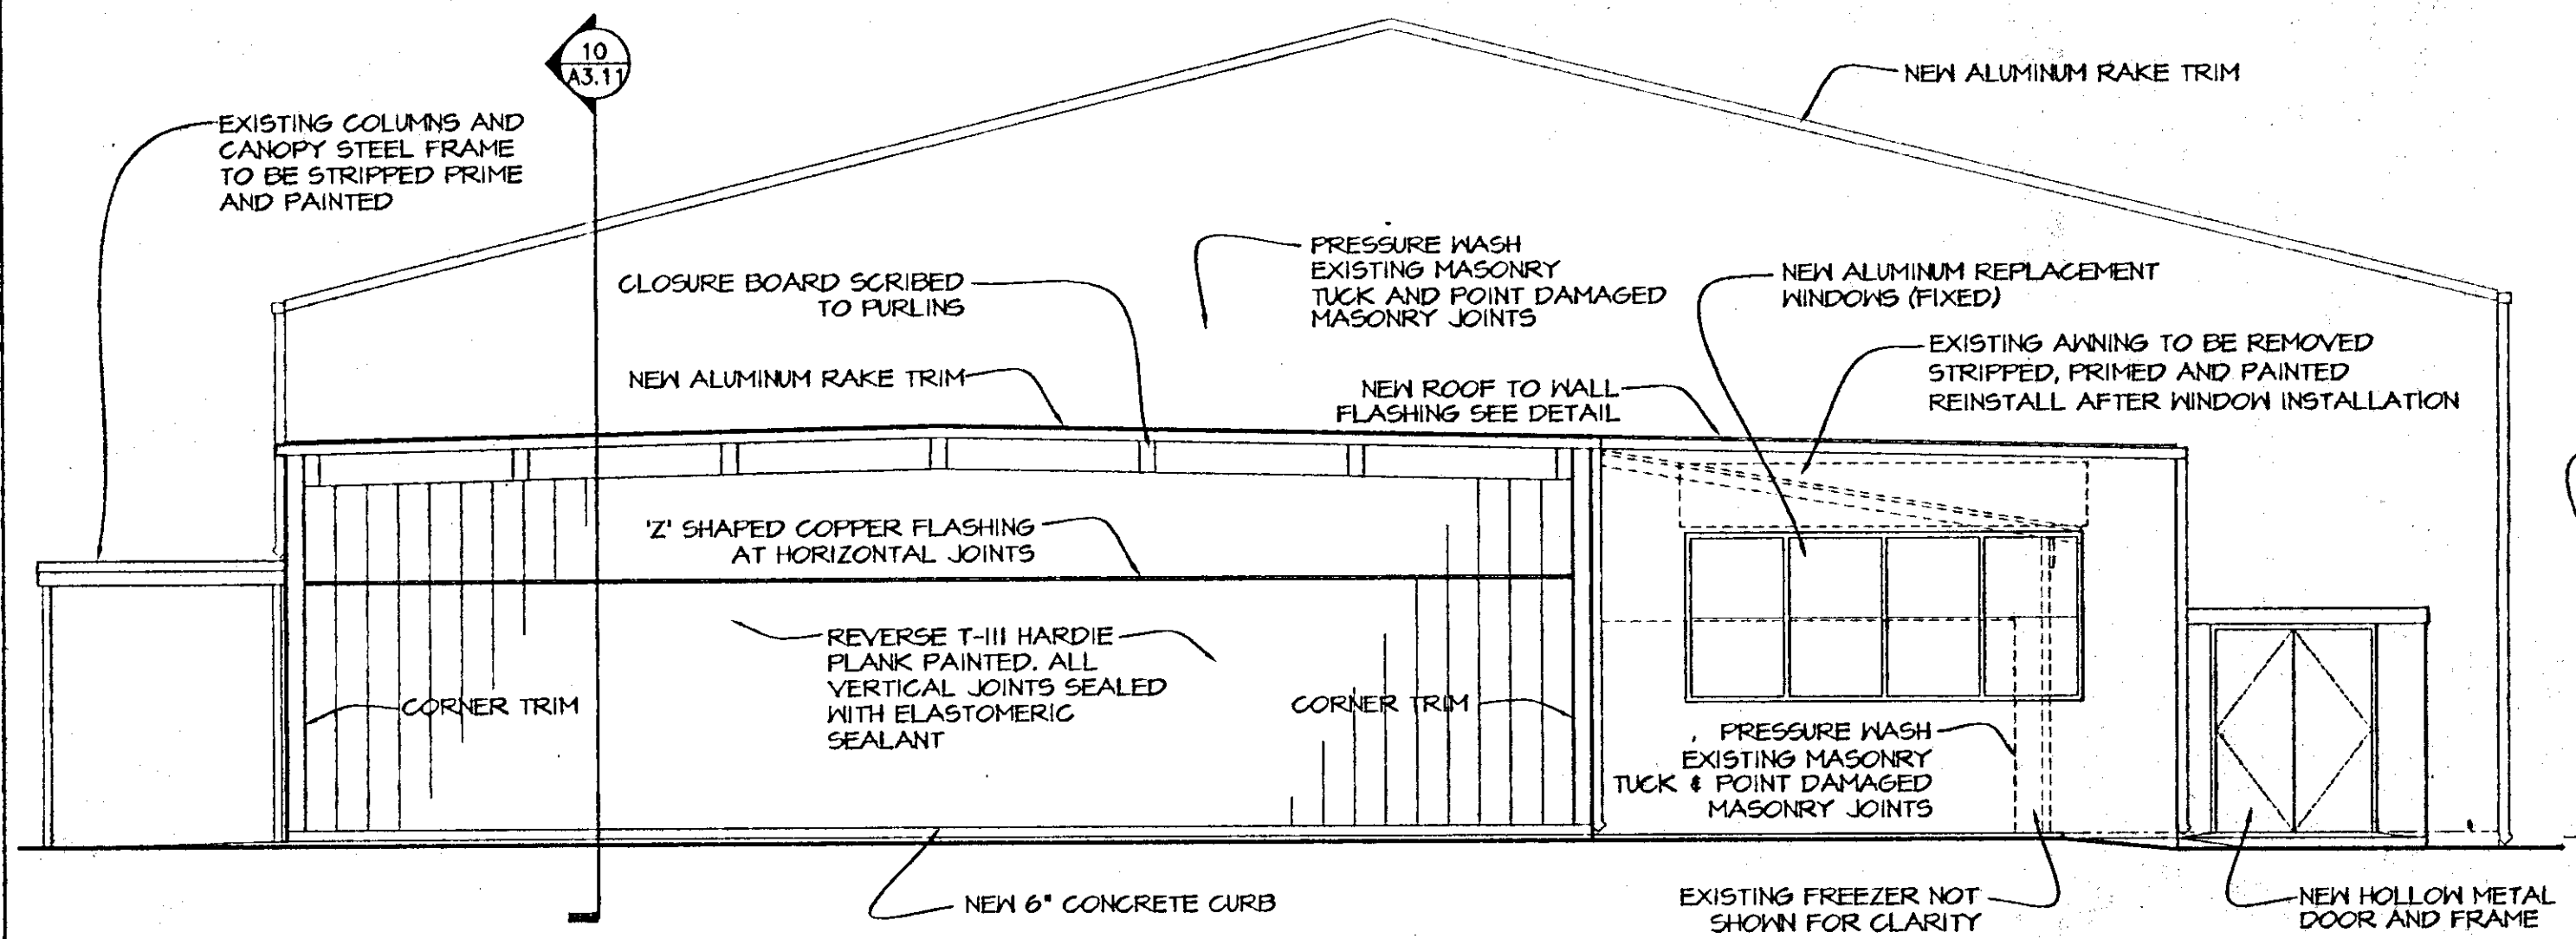 10
A3.11
NEW ALUMINUM RAKE TRIM
EXISTING COLUMNS AND
CANOPY STEEL FRAME
TO BE STRIPPED PRIME
AND PAINTED
PRESSURE WASH
EXISTING MASONRY
TUCK AND POINT DAMAGED
MASONRY JOINTS
CLOSURE BOARD SCRIBED
TO PURLINS
NEW ALUMINUM REPLACEMENT
WINDOWS (FIXED)
EXISTING AWNING TO BE REMOVED
STRIPPED, PRIMED AND PAINTED
REINSTALL AFTER WINDOW INSTALLATION
NEW ALUMINUM RAKE TRIM
NEW ROOF TO WALL
FLASHING SEE DETAIL
'Z' SHAPED COPPER FLASHING
AT HORIZONTAL JOINTS
REVERSE T-111 HARDIE
PLANK PAINTED. ALL
VERTICAL JOINTS SEALED
WITH ELASTOMERIC
SEALANT
CORNER TRIM
CORNER TRIM
PRESSURE WASH
EXISTING MASONRY
TUCK & POINT DAMAGED
MASONRY JOINTS
NEW 6" CONCRETE CURB
EXISTING FREEZER NOT
SHOWN FOR CLARITY
NEW HOLLOW METAL
DOOR AND FRAME